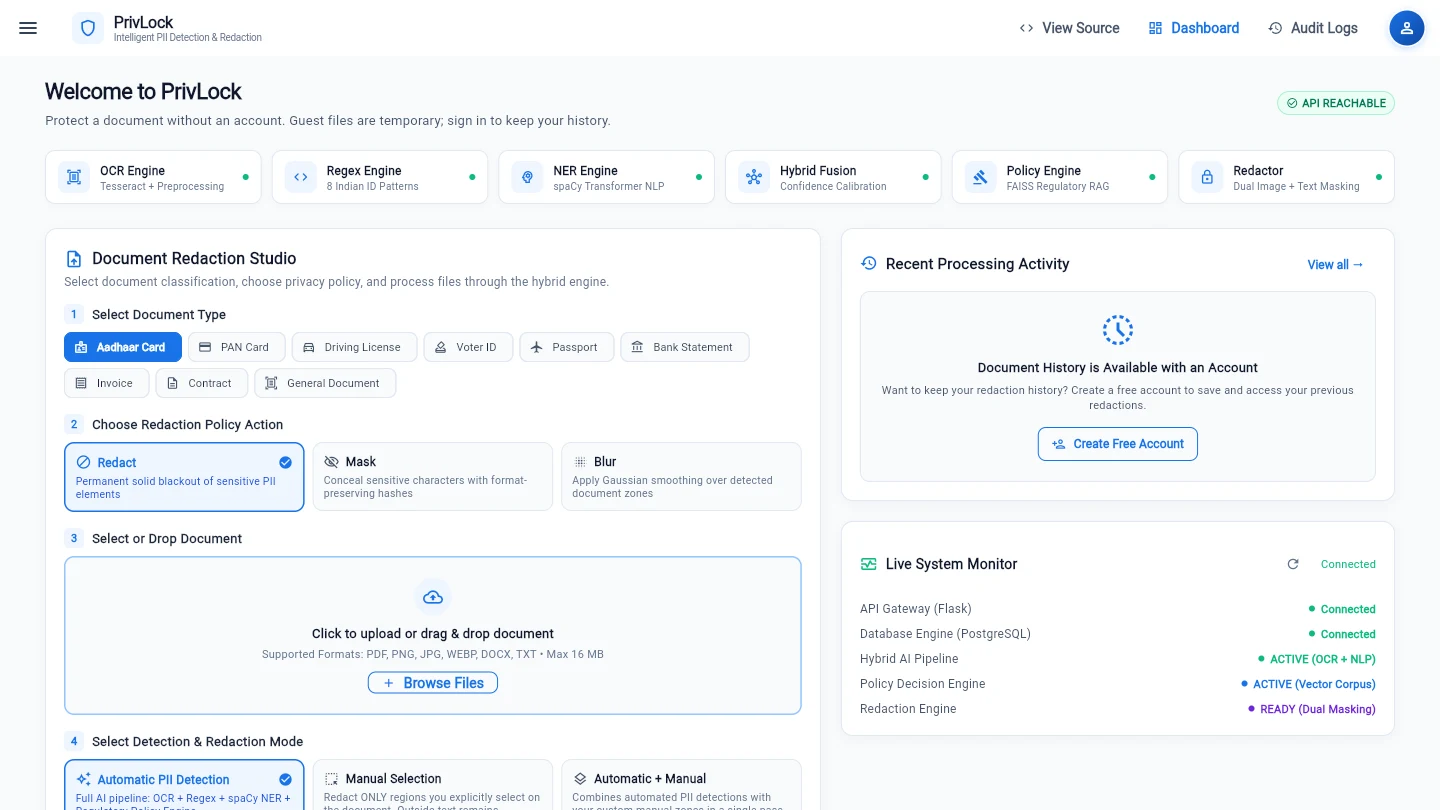 PrivLock
Intelligent PII Detection & Redaction
View Source
Dashboard
Audit Logs
Welcome to PrivLock
Protect a document without an account. Guest files are temporary; sign in to keep your history.
API REACHABLE
OCR Engine
Tesseract + Preprocessing
Regex Engine
8 Indian ID Patterns
NER Engine
spaCy Transformer NLP
Hybrid Fusion
Confidence Calibration
Policy Engine
FAISS Regulatory RAG
Redactor
Dual Image + Text Masking
Document Redaction Studio
Select document classification, choose privacy policy, and process files through the hybrid engine.
1 Select Document Type
Aadhaar Card
PAN Card
Driving License
Voter ID
Passport
Bank Statement
Invoice
Contract
General Document
2 Choose Redaction Policy Action
Redact
Permanent solid blackout of sensitive PII
elements
Mask
Conceal sensitive characters with format-
preserving hashes
Blur
Apply Gaussian smoothing over detected
document zones
3 Select or Drop Document
Click to upload or drag & drop document
Supported Formats: PDF, PNG, JPG, WEBP, DOCX, TXT • Max 16 MB
+ Browse Files
4 Select Detection & Redaction Mode
Automatic PII Detection
Full AI pipeline: OCR + Regex + spaCy NER +
Manual Selection
Redact ONLY regions you explicitly select on
Automatic + Manual
Combines automated PII detections with
Recent Processing Activity
View all →
Document History is Available with an Account
Want to keep your redaction history? Create a free account to save and access your previous
redactions.
Create Free Account
Live System Monitor
Connected
API Gateway (Flask)
Connected
Database Engine (PostgreSQL)
Connected
Hybrid AI Pipeline
ACTIVE (OCR + NLP)
Policy Decision Engine
ACTIVE (Vector Corpus)
Redaction Engine
READY (Dual Masking)